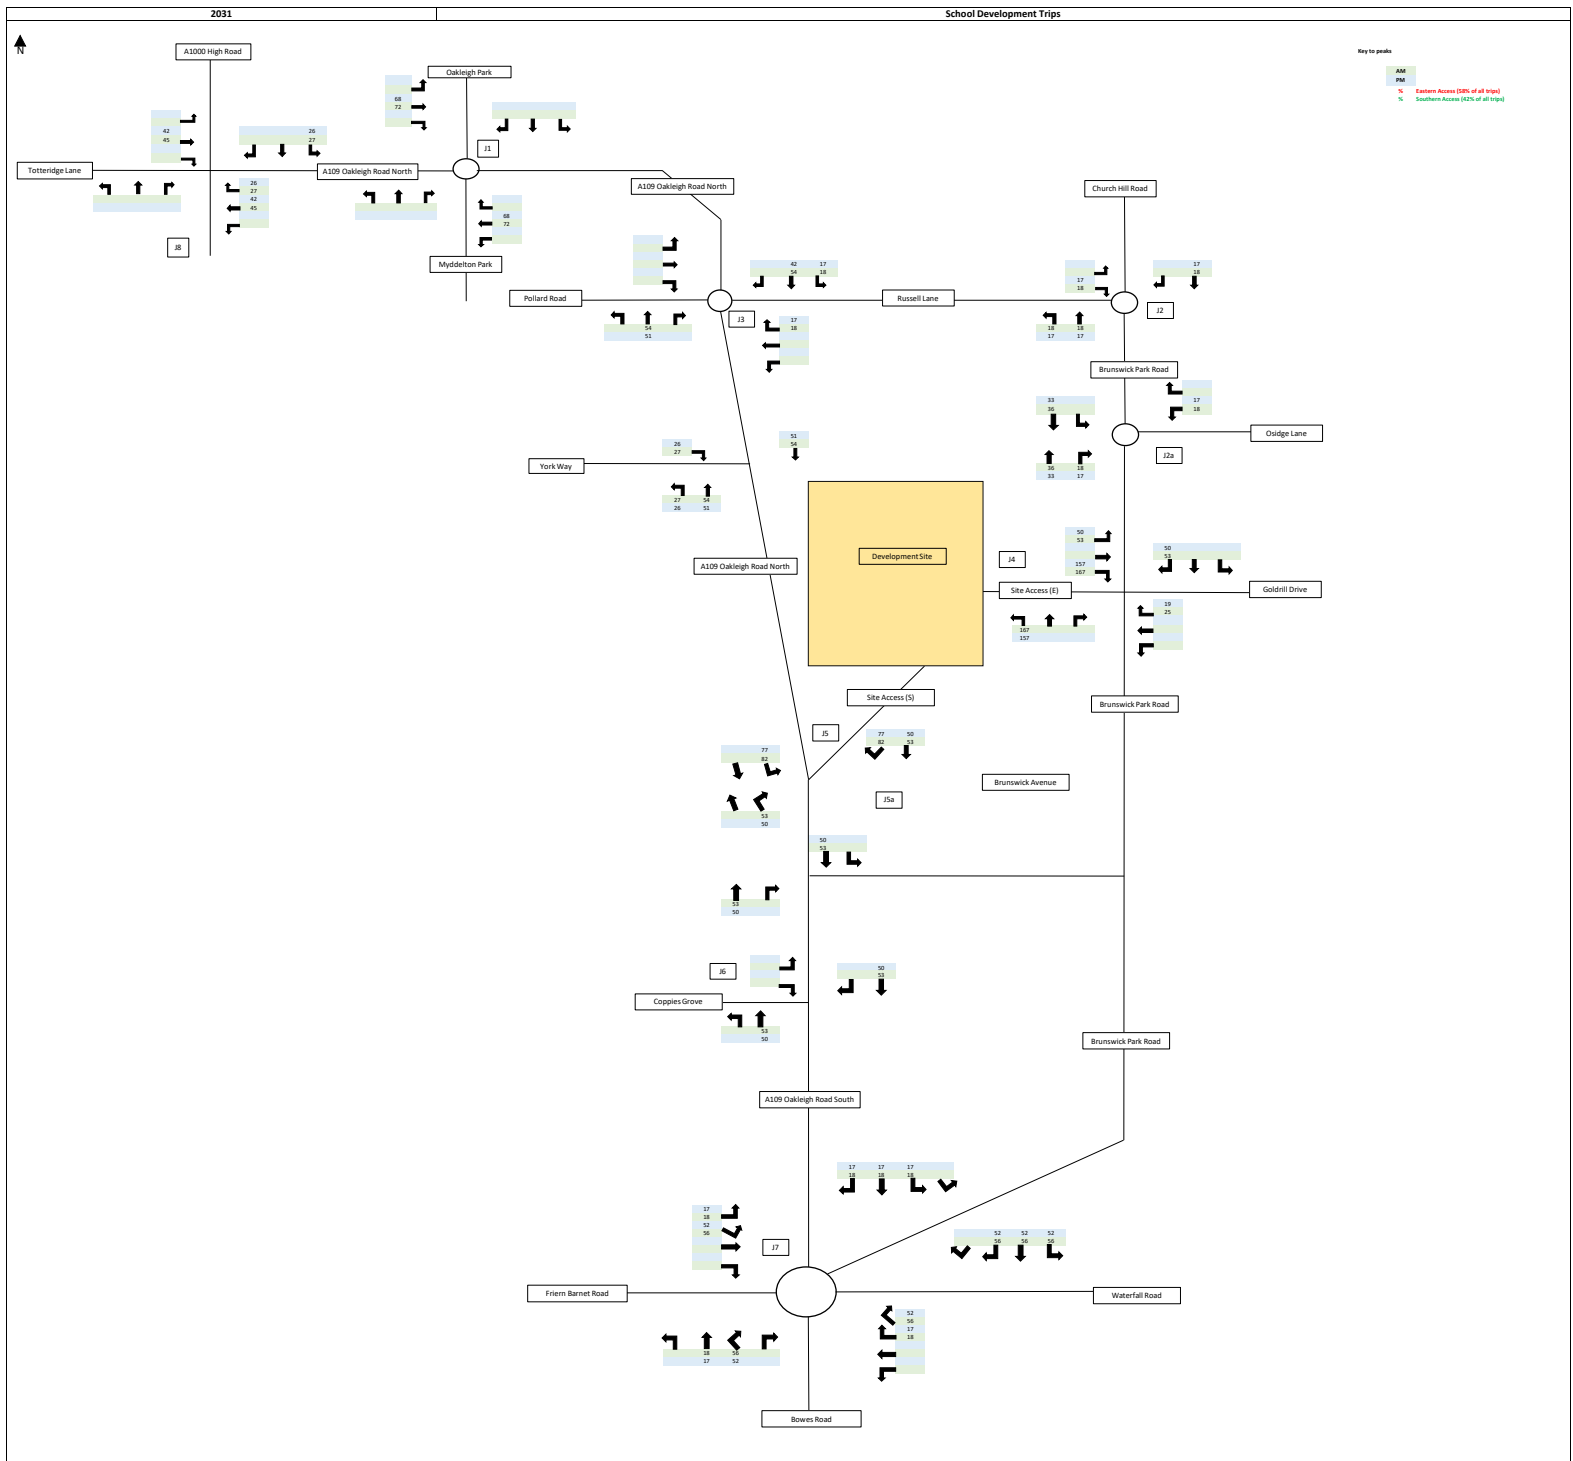 2031 School Development Trips
N
A1000 High Road
Key to peaks
Oakleigh Park
AM
PM
% Eastern Access (58% of all trips)
% Southern Access (42% of all trips)
68
72
42
45
26
27
J1
Totteridge Lane
A109 Oakleigh Road North
A109 Oakleigh Road North
Church Hill Road
26
27
42
45
68
72
J8
Myddelton Park
42 17
54 18
17
18
17
18
Pollard Road
Russell Lane
J3
J2
54
51
17
18
18 18
17 17
Brunswick Park Road
33
36
17
18
Osidge Lane
J2a
26
27
51
54
York Way
36 18
33 17
27 54
26 51
50
53
157
167
50
53
Development Site
J4
A109 Oakleigh Road North
Site Access (E)
Goldrill Drive
19
25
167
157
Site Access (S)
Brunswick Park Road
J5
77 50
82 53
77
82
Brunswick Avenue
J5a
53
50
50
53
53
50
J6
50
53
Coppies Grove
53
50
Brunswick Park Road
A109 Oakleigh Road South
17 17 17
18 18 18
17
18
52
56
J7
52 52 52
56 56 56
Friern Barnet Road
Waterfall Road
52
56
17
18
18 56
17 52
Bowes Road